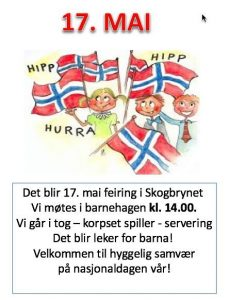 17. MAI
HIPP
HIPP
HURRA
Det blir 17. mai feiring i Skogbrynet
Vi møtes i barnehagen kl. 14.00.
Vi går i tog – korpset spiller - servering
Det blir leker for barna!
Velkommen til hyggelig samvær
på nasjonaldagen vår!